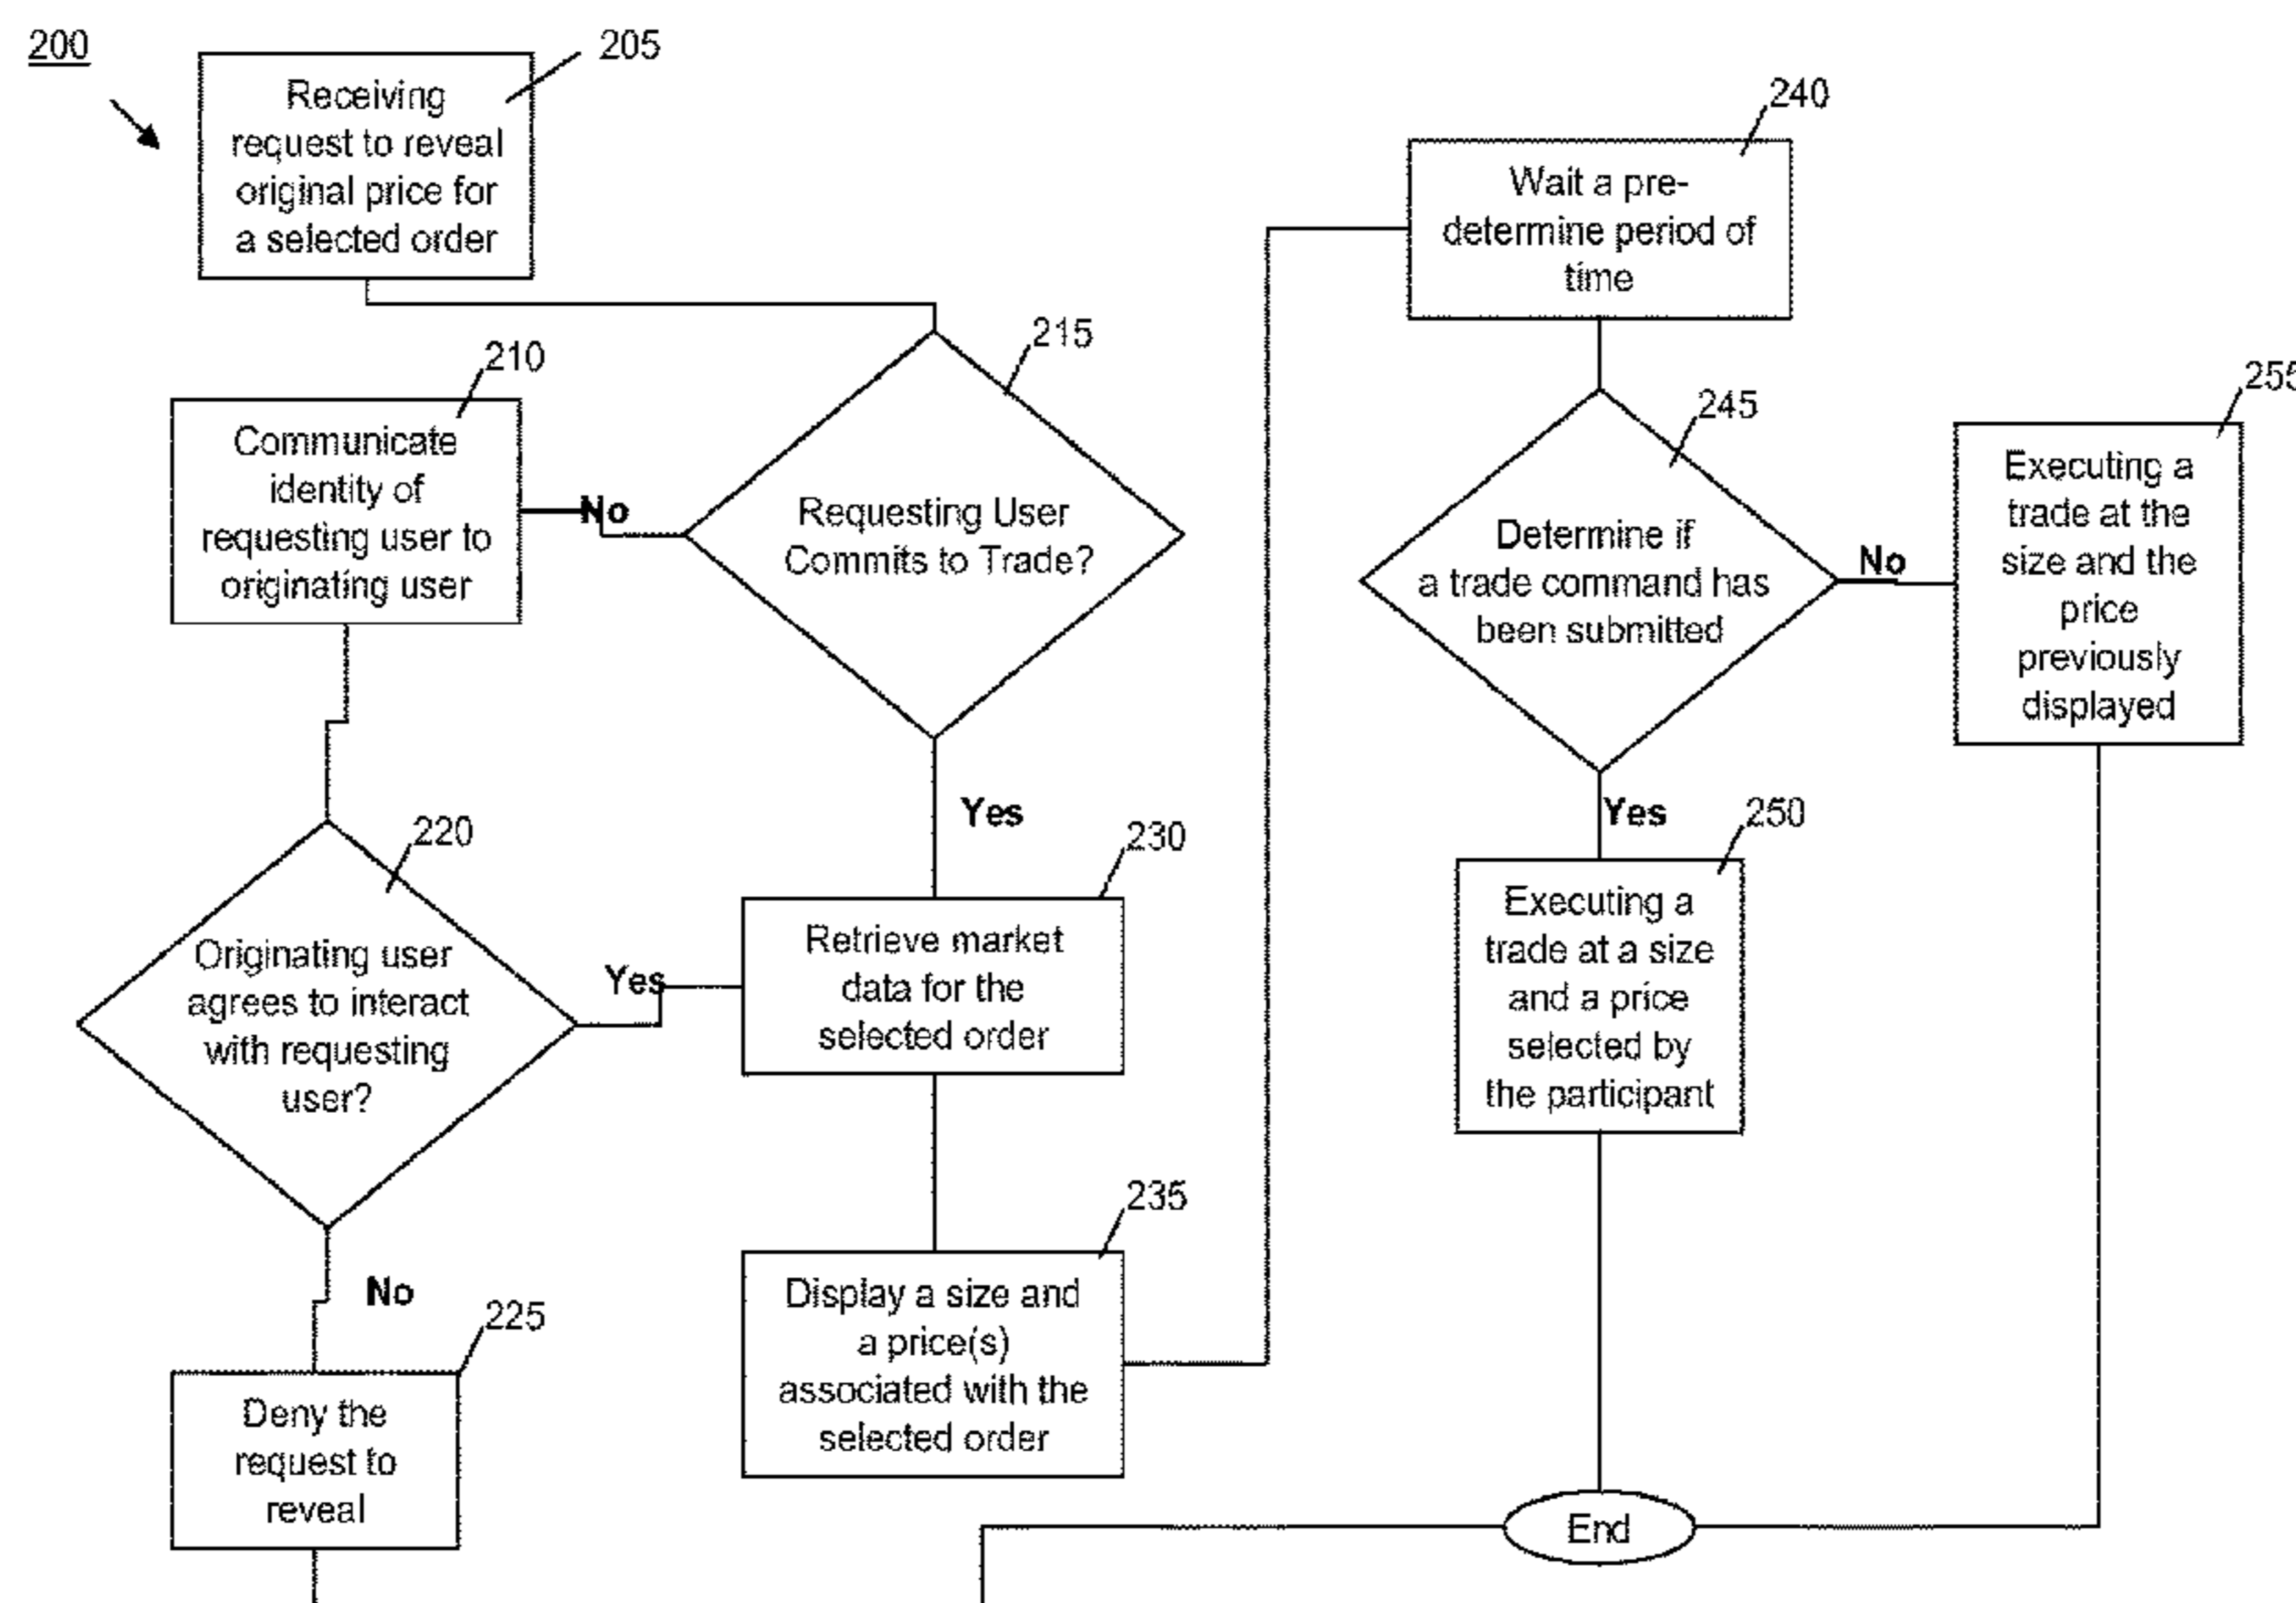 200
205
Receiving
request to reveal
original price for
a selected order
210
Communicate
identity of
requesting user to
originating user
215
Requesting User
Commits to Trade?
No
Yes
220
Originating user
agrees to interact
with requesting
user?
Yes
No
225
Deny the
request to
reveal
230
Retrieve market
data for the
selected order
235
Display a size and
a price(s)
associated with the
selected order
240
Wait a pre-
determine period of
time
245
Determine if
a trade command has
been submitted
No
Yes
250
Executing a
trade at a size
and a price
selected by
the participant
255
Executing a
trade at the
size and the
price
previously
displayed
End